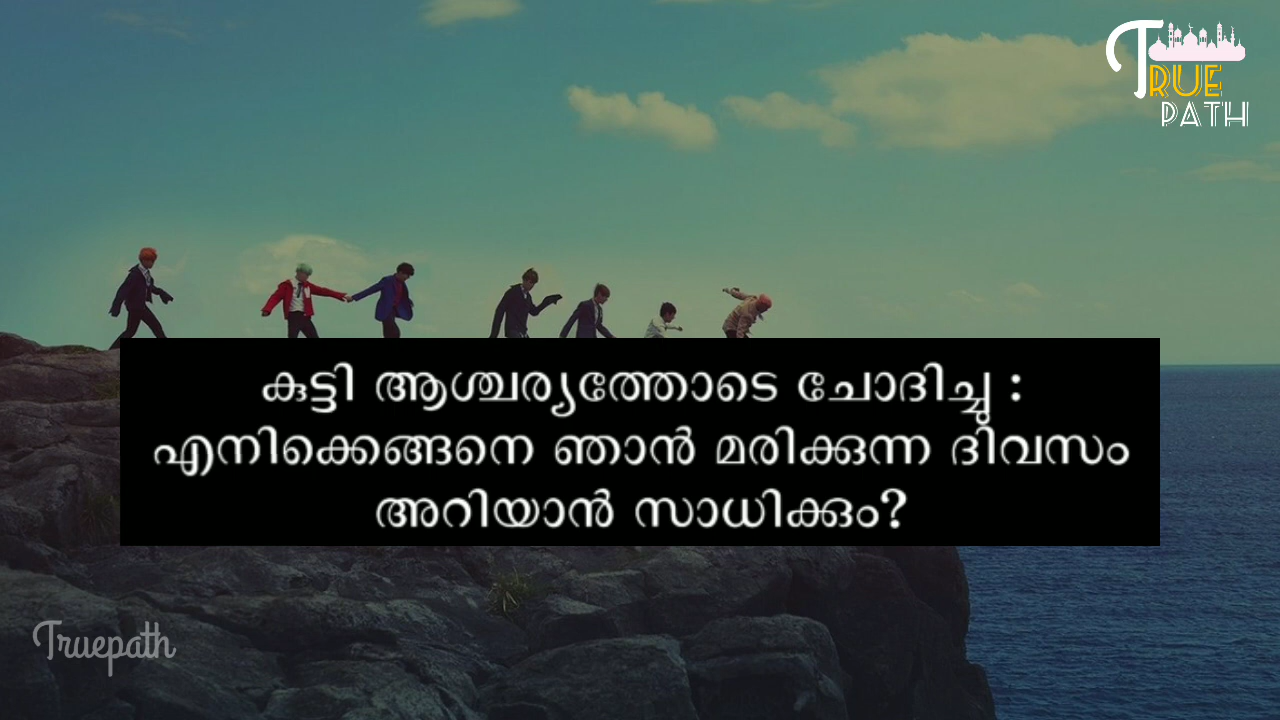 TRUE
PATH
കുട്ടി ആശ്ചര്യത്തോടെ ചോദിച്ചു :
എനിക്കെങ്ങനെ ഞാൻ മരിക്കുന്ന ദിവസം
അറിയാൻ സാധിക്കും?
Truepath